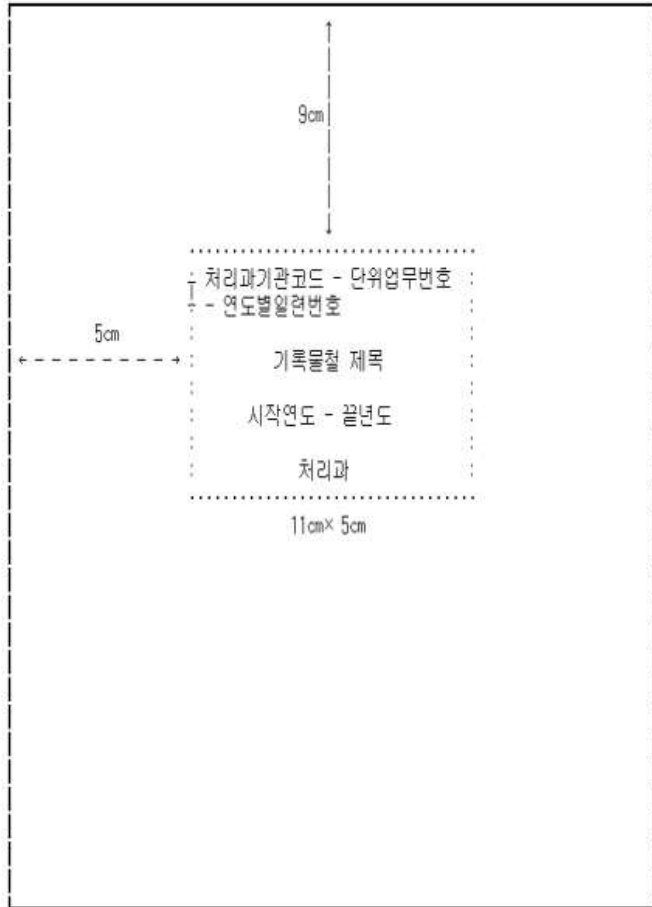 9cm
처리과기관코드 - 단위업무번호
- 연도별일련번호
5cm
기록물철 제목
시작연도 - 끝년도
처리과
11cm× 5cm